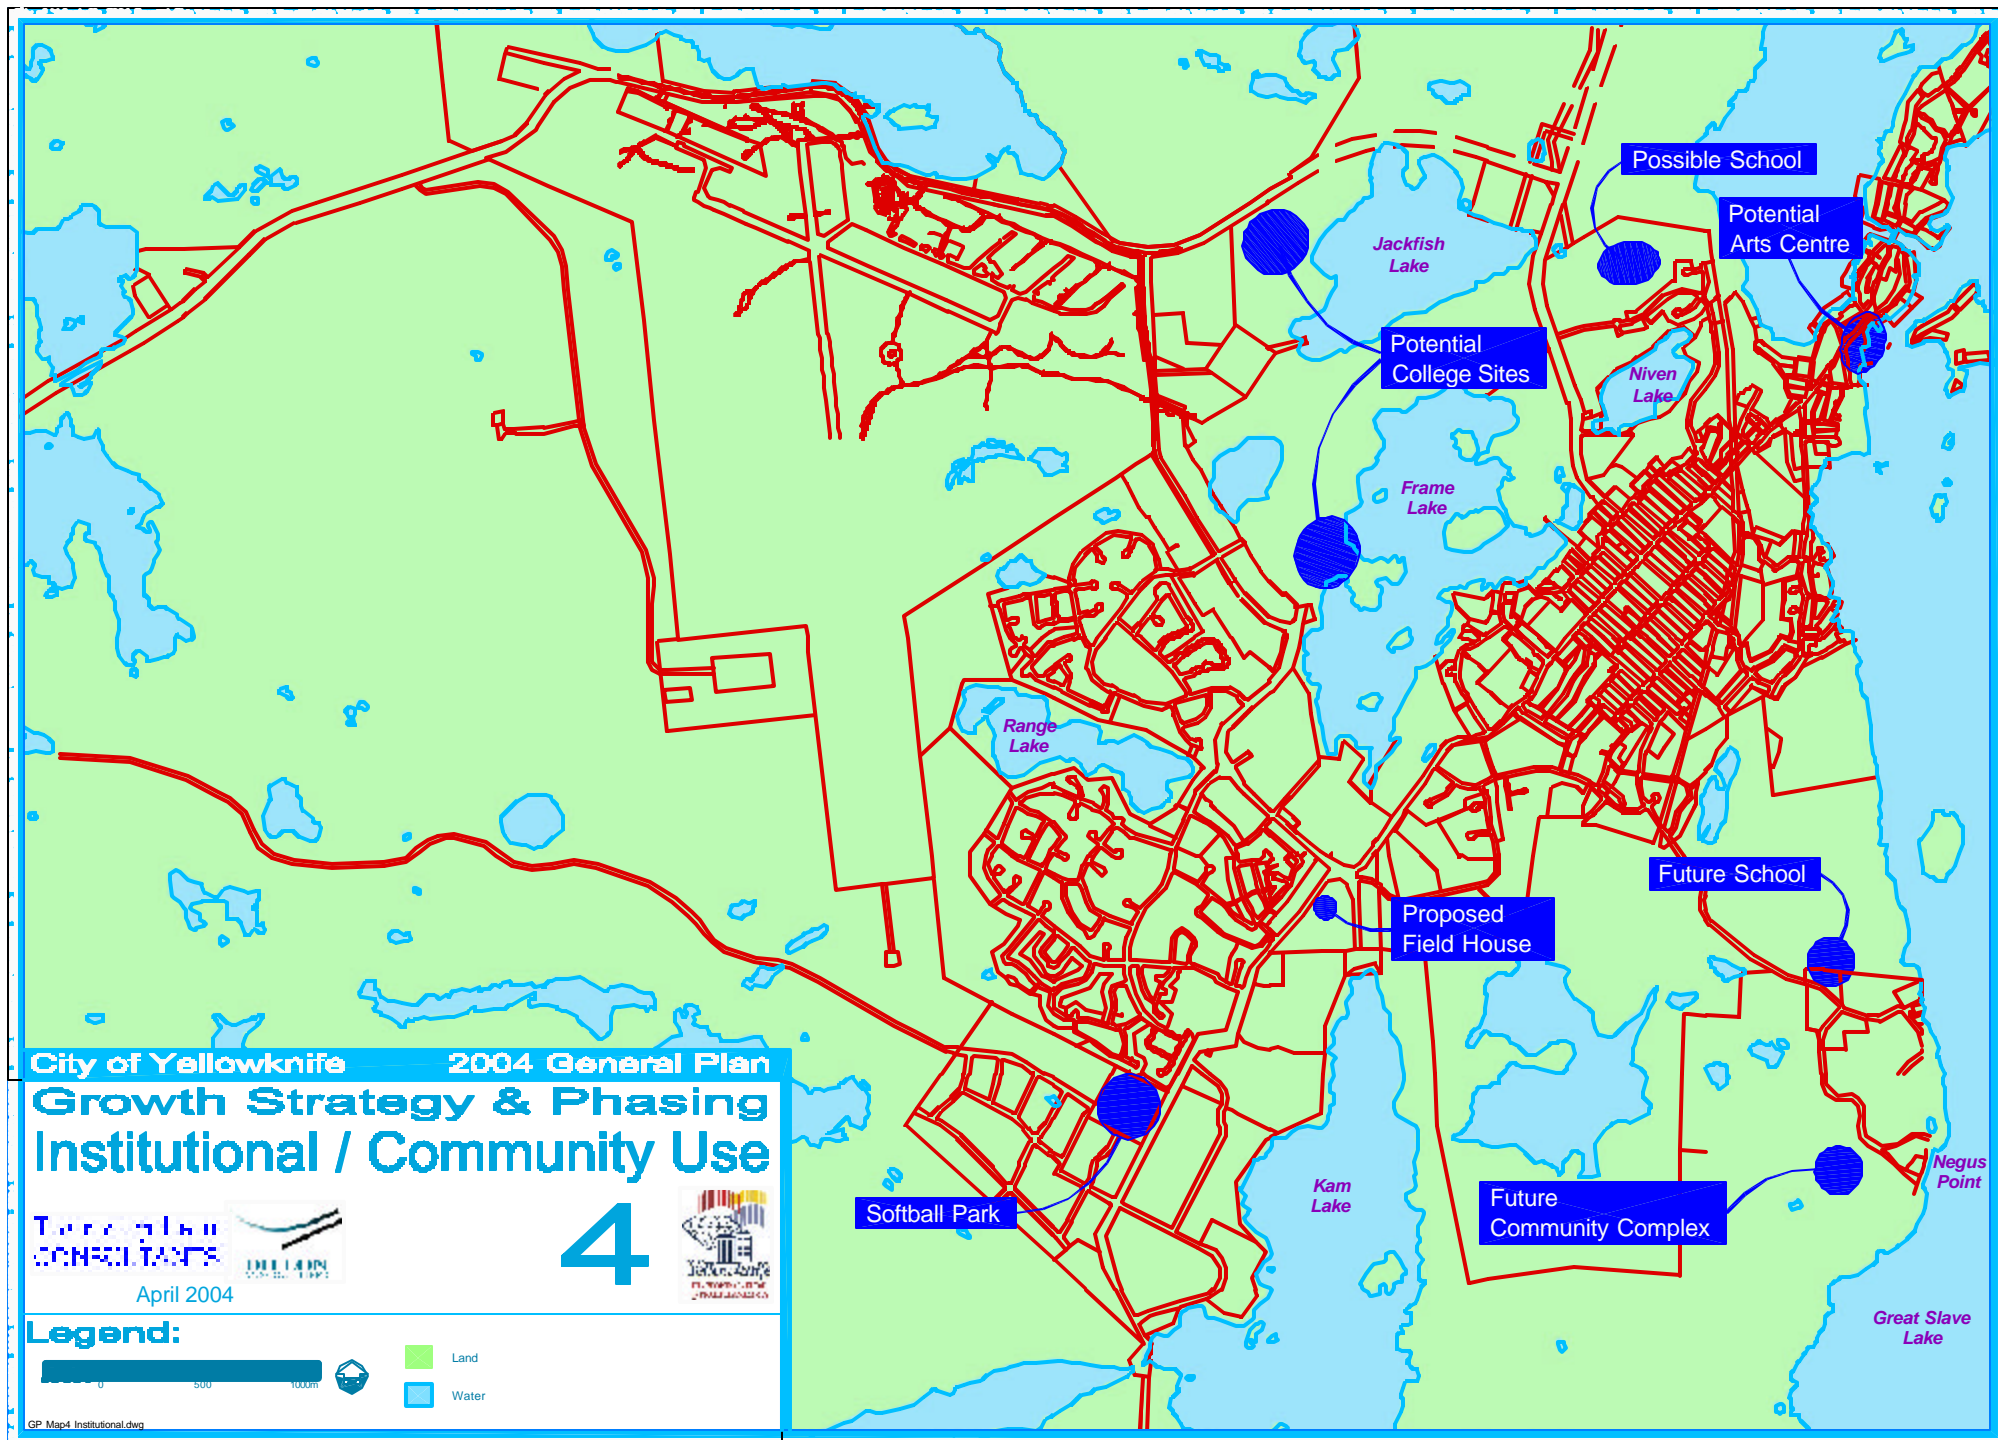 Possible School
Potential
Arts Centre
Jackfish
Lake
Potential
College Sites
Niven
Lake
Frame
Lake
Range
Lake
Future School
Proposed
Field House
City of Yellowknife 2004 General Plan
Growth Strategy & Phasing
Institutional / Community Use
4
CONSULTANTS
DILLON
April 2004
Softball Park
Kam
Lake
Negus
Point
Future
Community Complex
Great Slave
Lake
Legend:
0 500 1000m
Land
Water
GP Map4 Institutional.dwg